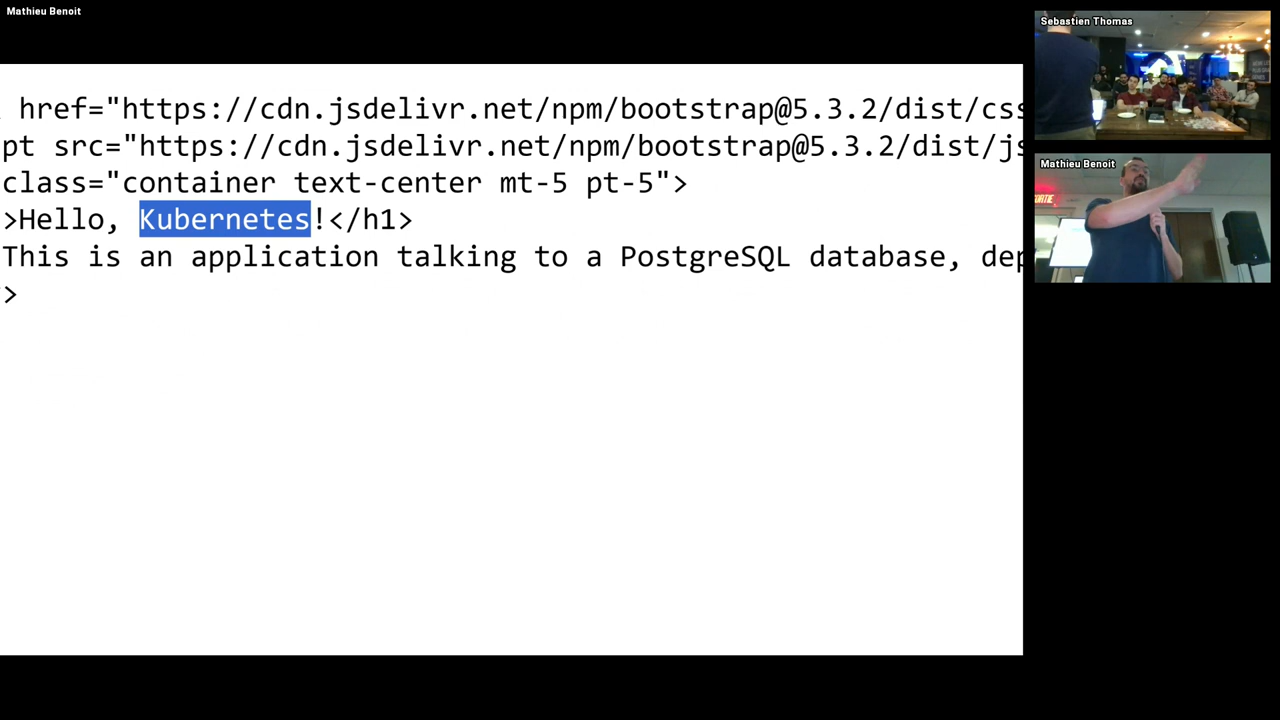 Mathieu Benoit
href="https://cdn.jsdelivr.net/npm/bootstrap@5.3.2/dist/css
pt src="https://cdn.jsdelivr.net/npm/bootstrap@5.3.2/dist/js
class="container text-center mt-5 pt-5">
>Hello, Kubernetes!</h1>
This is an application talking to a PostgreSQL database, dep
>
Sebastien Thomas
Mathieu Benoit
SORTIE